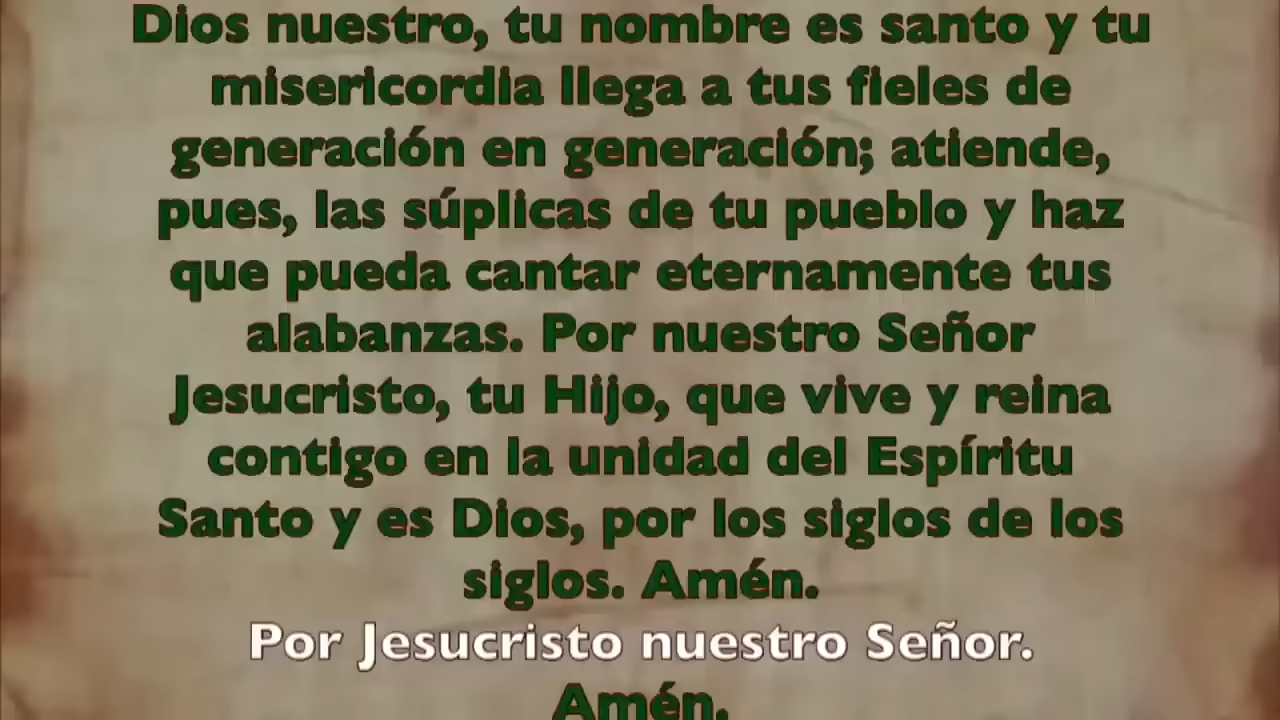 Dios nuestro, tu nombre es santo y tu
misericordia llega a tus fieles de
generación en generación; atiende,
pues, las súplicas de tu pueblo y haz
que pueda cantar eternamente tus
alabanzas. Por nuestro Señor
Jesucristo, tu Hijo, que vive y reina
contigo en la unidad del Espíritu
Santo y es Dios, por los siglos de los
siglos. Amén.
Por Jesucristo nuestro Señor.
Amén.